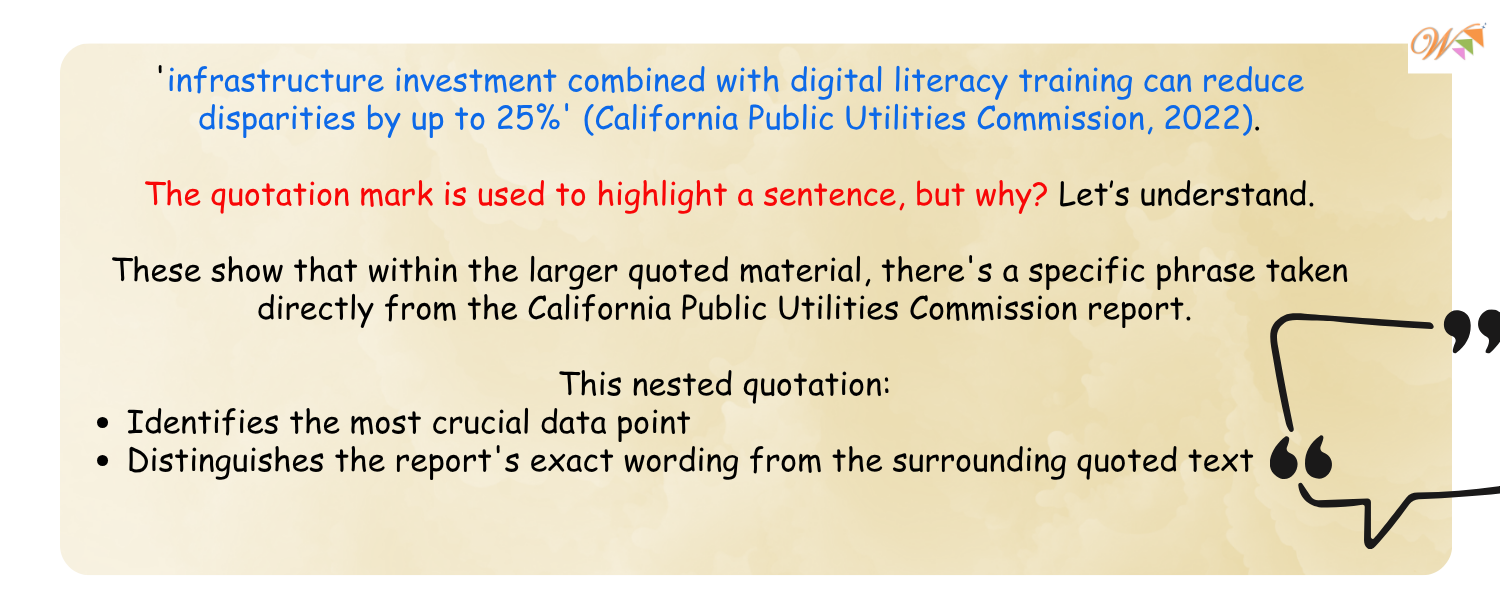 'infrastructure investment combined with digital literacy training can reduce
disparities by up to 25%' (California Public Utilities Commission, 2022).
The quotation mark is used to highlight a sentence, but why? Let's understand.
These show that within the larger quoted material, there's a specific phrase taken
directly from the California Public Utilities Commission report.
This nested quotation:
• Identifies the most crucial data point
• Distinguishes the report's exact wording from the surrounding quoted text
W